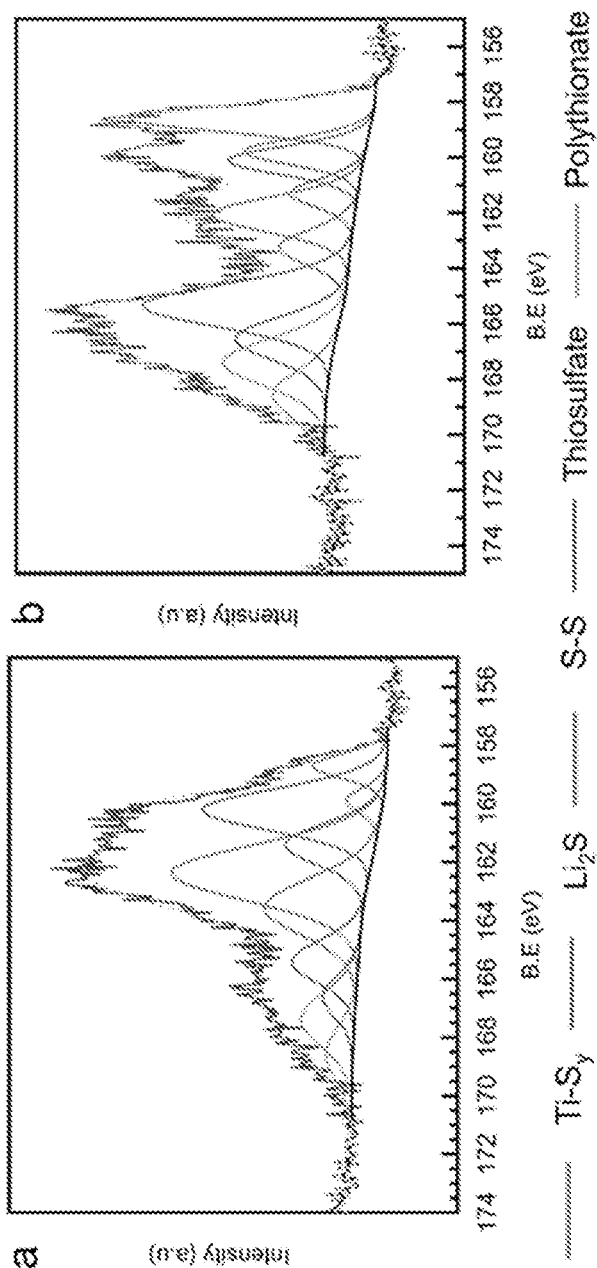 a
Intensity (a.u)
174 172 170 168 166 164 162 160 158 156
B.E (eV)
b
Intensity (a.u)
174 172 170 168 166 164 162 160 158 156
B.E (eV)
Ti-Sy Li₂S S-S Thiosulfate Polythionate